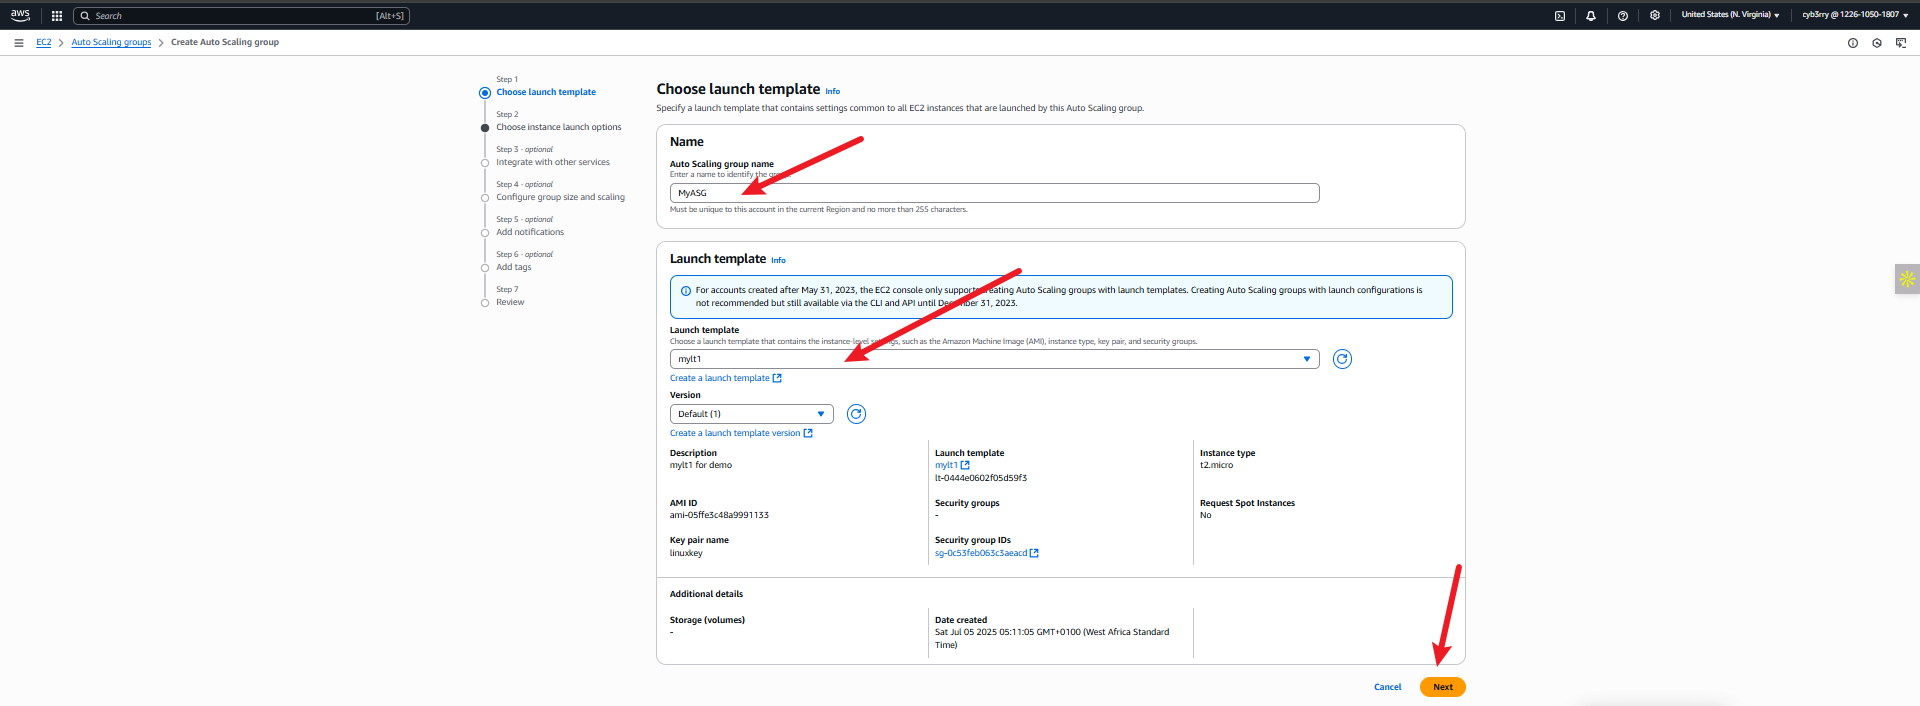 aws
Search [Alt+S]
United States (N. Virginia)
cyb3rry @ 1226-1050-1807
EC2 > Auto Scaling groups > Create Auto Scaling group
Step 1
Choose launch template
Step 2
Choose instance launch options
Step 3 - optional
Integrate with other services
Step 4 - optional
Configure group size and scaling
Step 5 - optional
Add notifications
Step 6 - optional
Add tags
Step 7
Review
Choose launch template Info
Specify a launch template that contains settings common to all EC2 instances that are launched by this Auto Scaling group.
Name
Auto Scaling group name
Enter a name to identify the group.
MyASG
Must be unique to this account in the current Region and no more than 255 characters.
Launch template Info
For accounts created after May 31, 2023, the EC2 console only supports creating Auto Scaling groups with launch templates. Creating Auto Scaling groups with launch configurations is
not recommended but still available via the CLI and API until December 31, 2023.
Launch template
Choose a launch template that contains the instance-level settings, such as the Amazon Machine Image (AMI), instance type, key pair, and security groups.
mylt1
Create a launch template
Version
Default (1)
Create a launch template version
Description
mylt1 for demo
Launch template
mylt1
lt-0444e0602f05d59f3
Instance type
t2.micro
AMI ID
ami-05ffe3c48a9991133
Security groups
-
Request Spot Instances
No
Key pair name
linuxkey
Security group IDs
sg-0c53feb063c3aeacd
Additional details
Storage (volumes)
-
Date created
Sat Jul 05 2025 05:11:05 GMT+0100 (West Africa Standard
Time)
Cancel
Next